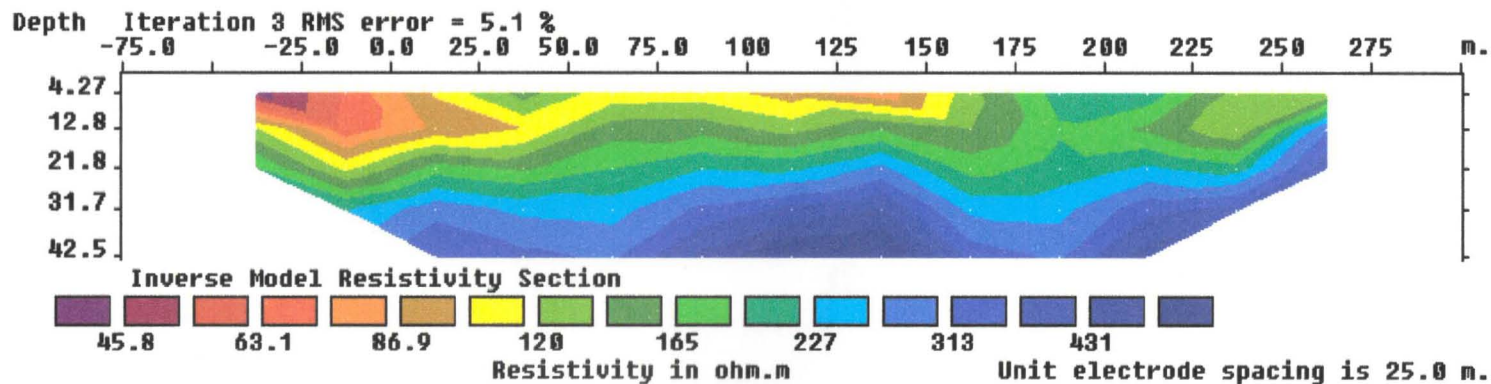 Depth Iteration 3 RMS error = 5.1 %
-75.0 -25.0 0.0 25.0 50.0 75.0 100 125 150 175 200 225 250 275 m.
4.27
12.8
21.8
31.7
42.5
Inverse Model Resistivity Section
45.8 63.1 86.9 120 165 227 313 431
Resistivity in ohm.m Unit electrode spacing is 25.0 m.